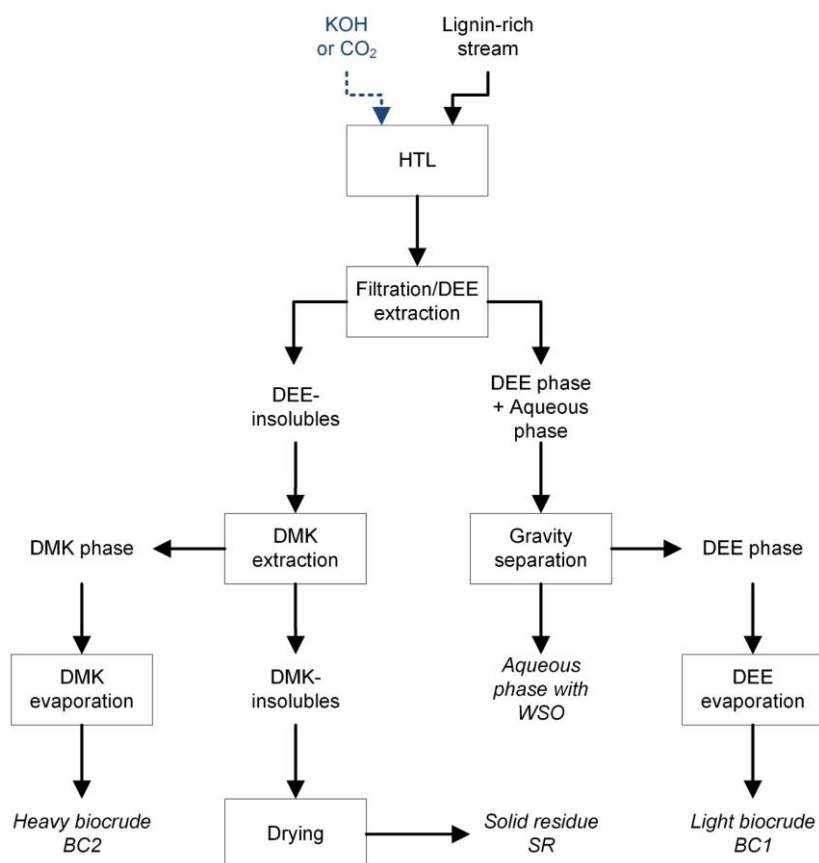 KOH
or CO₂
Lignin-rich
stream
HTL
Filtration/DEE
extraction
DEE-
insolubles
DEE phase
+ Aqueous
phase
DMK phase
DMK
extraction
Gravity
separation
DEE phase
DMK
evaporation
DMK-
insolubles
Aqueous
phase with
WSO
DEE
evaporation
Heavy biocrude
BC2
Drying
Solid residue
SR
Light biocrude
BC1